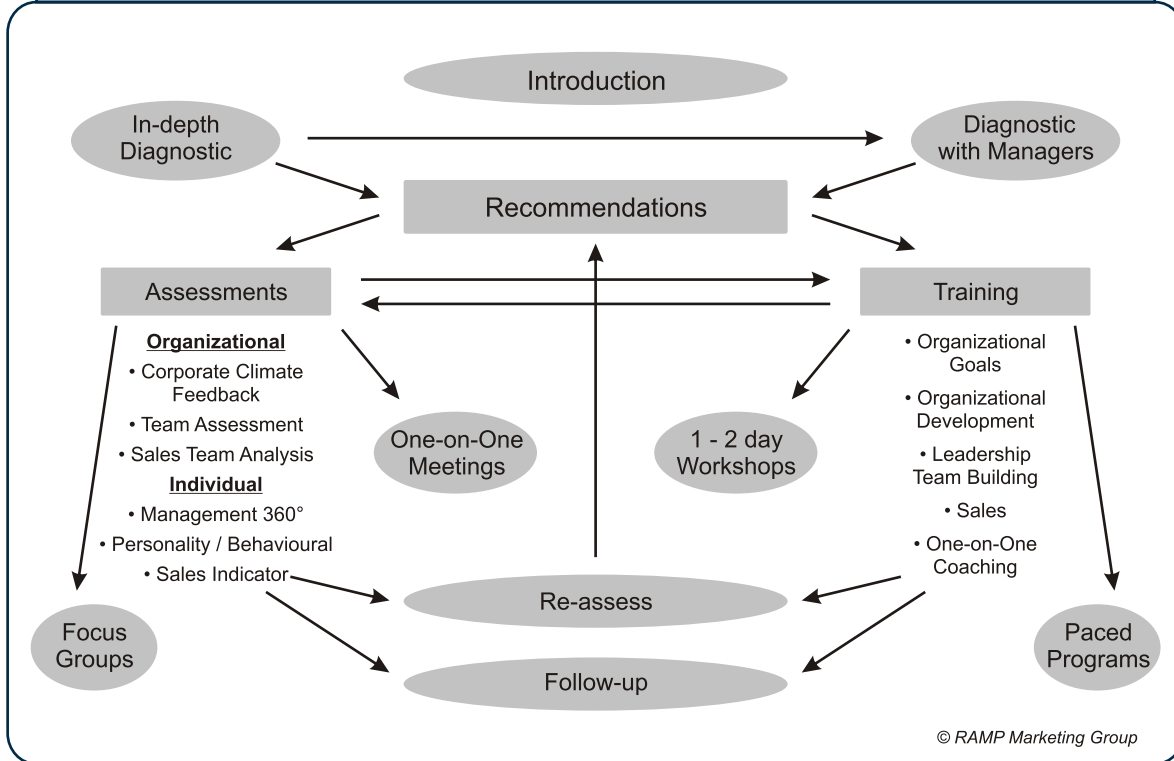 Introduction
In-depth
Diagnostic
Diagnostic
with Managers
Recommendations
Assessments
Training
Organizational
• Corporate Climate
Feedback
• Team Assessment
• Sales Team Analysis
Individual
• Management 360°
• Personality / Behavioural
• Sales Indicator
One-on-One
Meetings
1 - 2 day
Workshops
• Organizational
Goals
• Organizational
Development
• Leadership
Team Building
• Sales
• One-on-One
Coaching
Re-assess
Focus
Groups
Paced
Programs
Follow-up
© RAMP Marketing Group